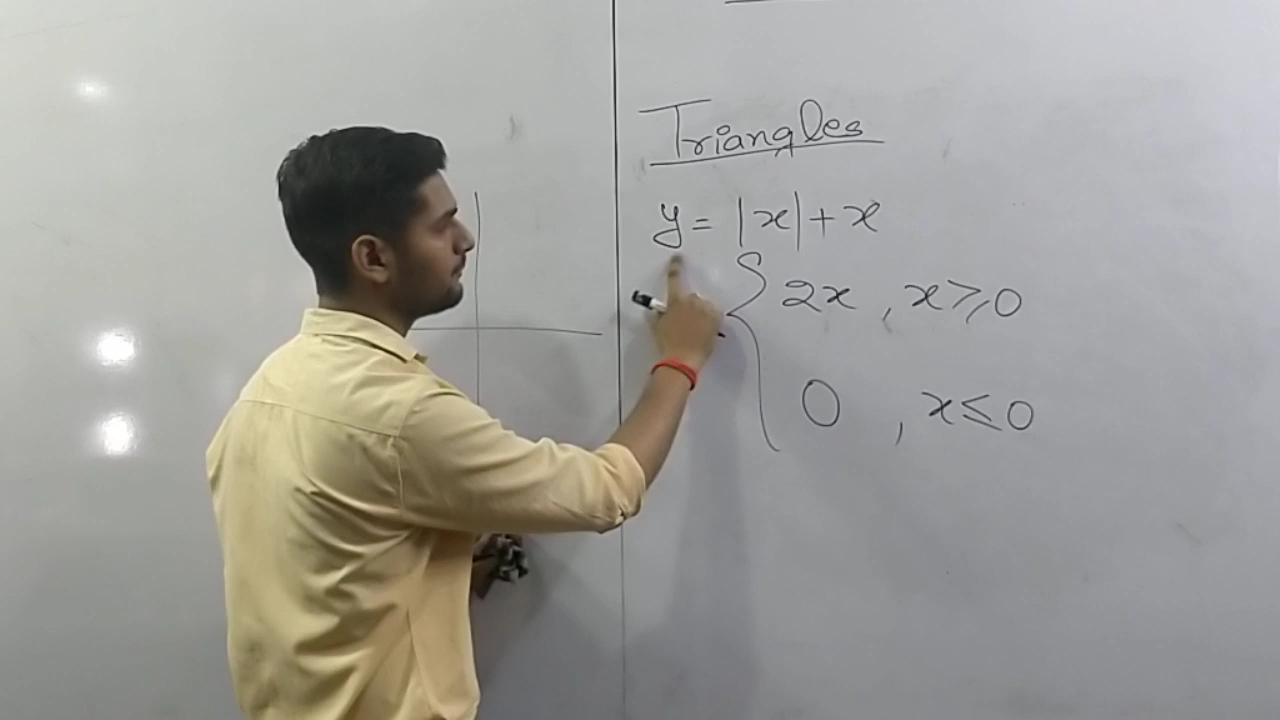 Triangles
y = |x| + x
{ 2x , x ≥ 0
0 , x ≤ 0